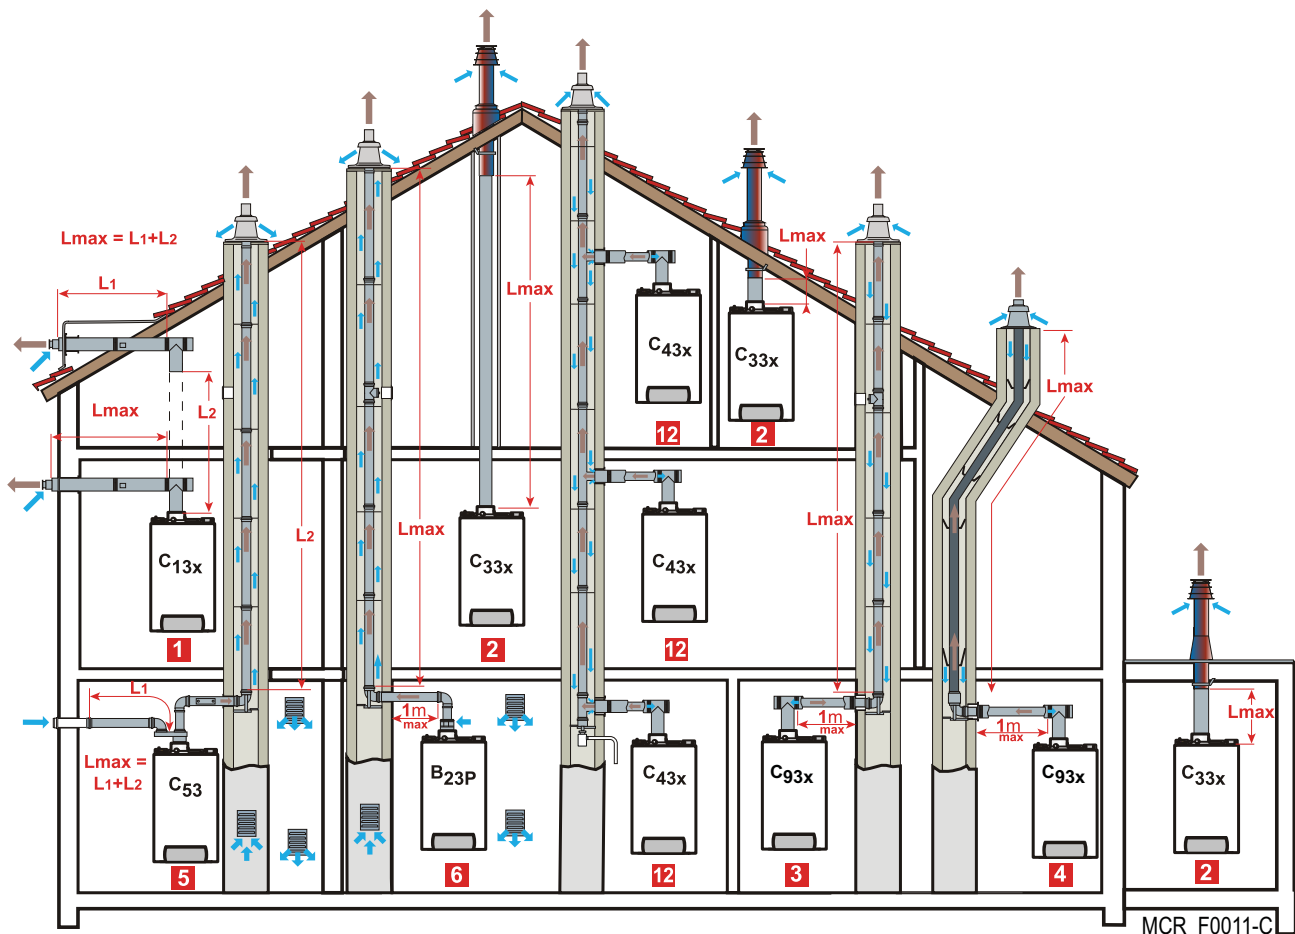 Lmax = L1+L2
L1
Lmax
L2
C13x
1
L1
Lmax =
L1+L2
C53
5
L2
Lmax
1m
max
B23P
6
Lmax
C33x
2
C43x
12
C43x
12
C43x
12
Lmax
C33x
2
Lmax
1m
max
C93x
3
Lmax
1m
max
C93x
4
Lmax
C33x
2
MCR_F0011-C